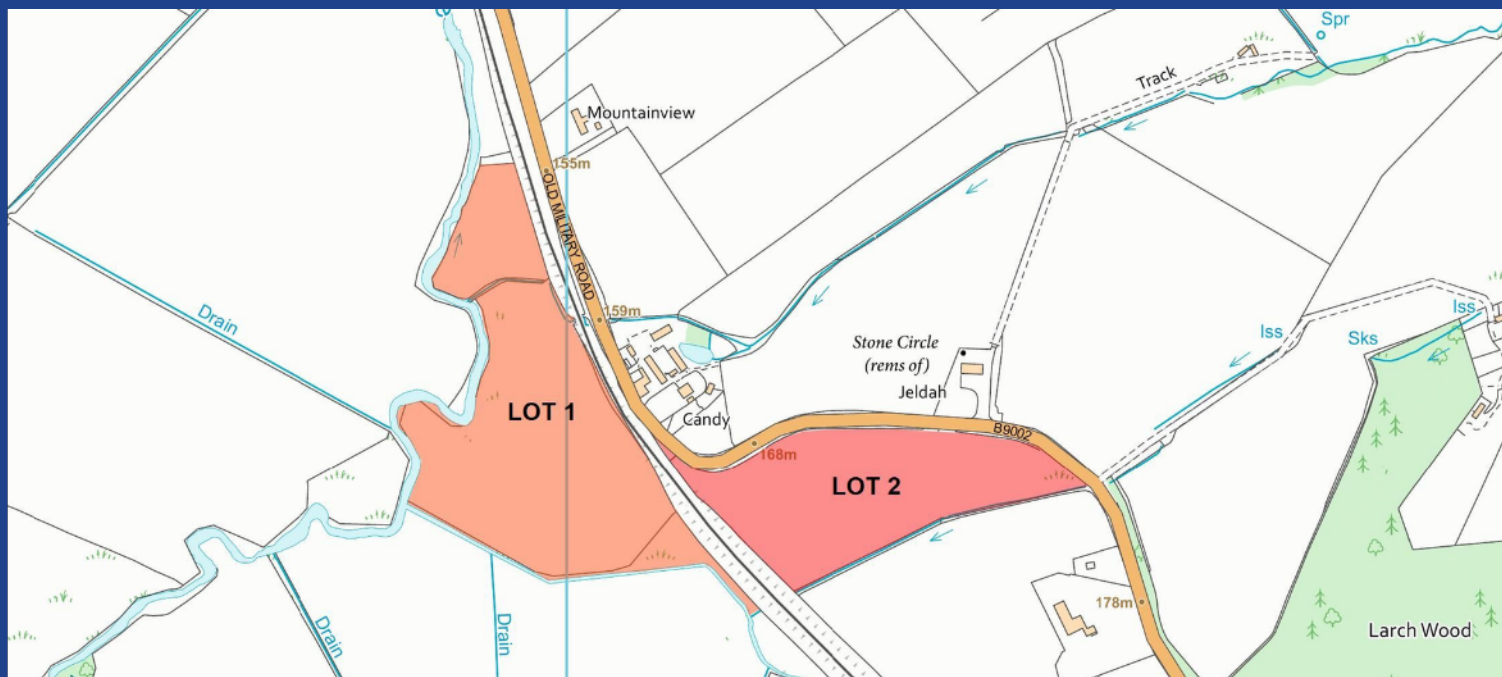 Spr
Track
Mountainview
155m
OLD MILITARY ROAD
159m
Drain
Stone Circle
(rems of)
Jeldah
Iss
Iss
Sks
LOT 1
Candy
B9002
168m
LOT 2
178m
Larch Wood
Drain
Drain